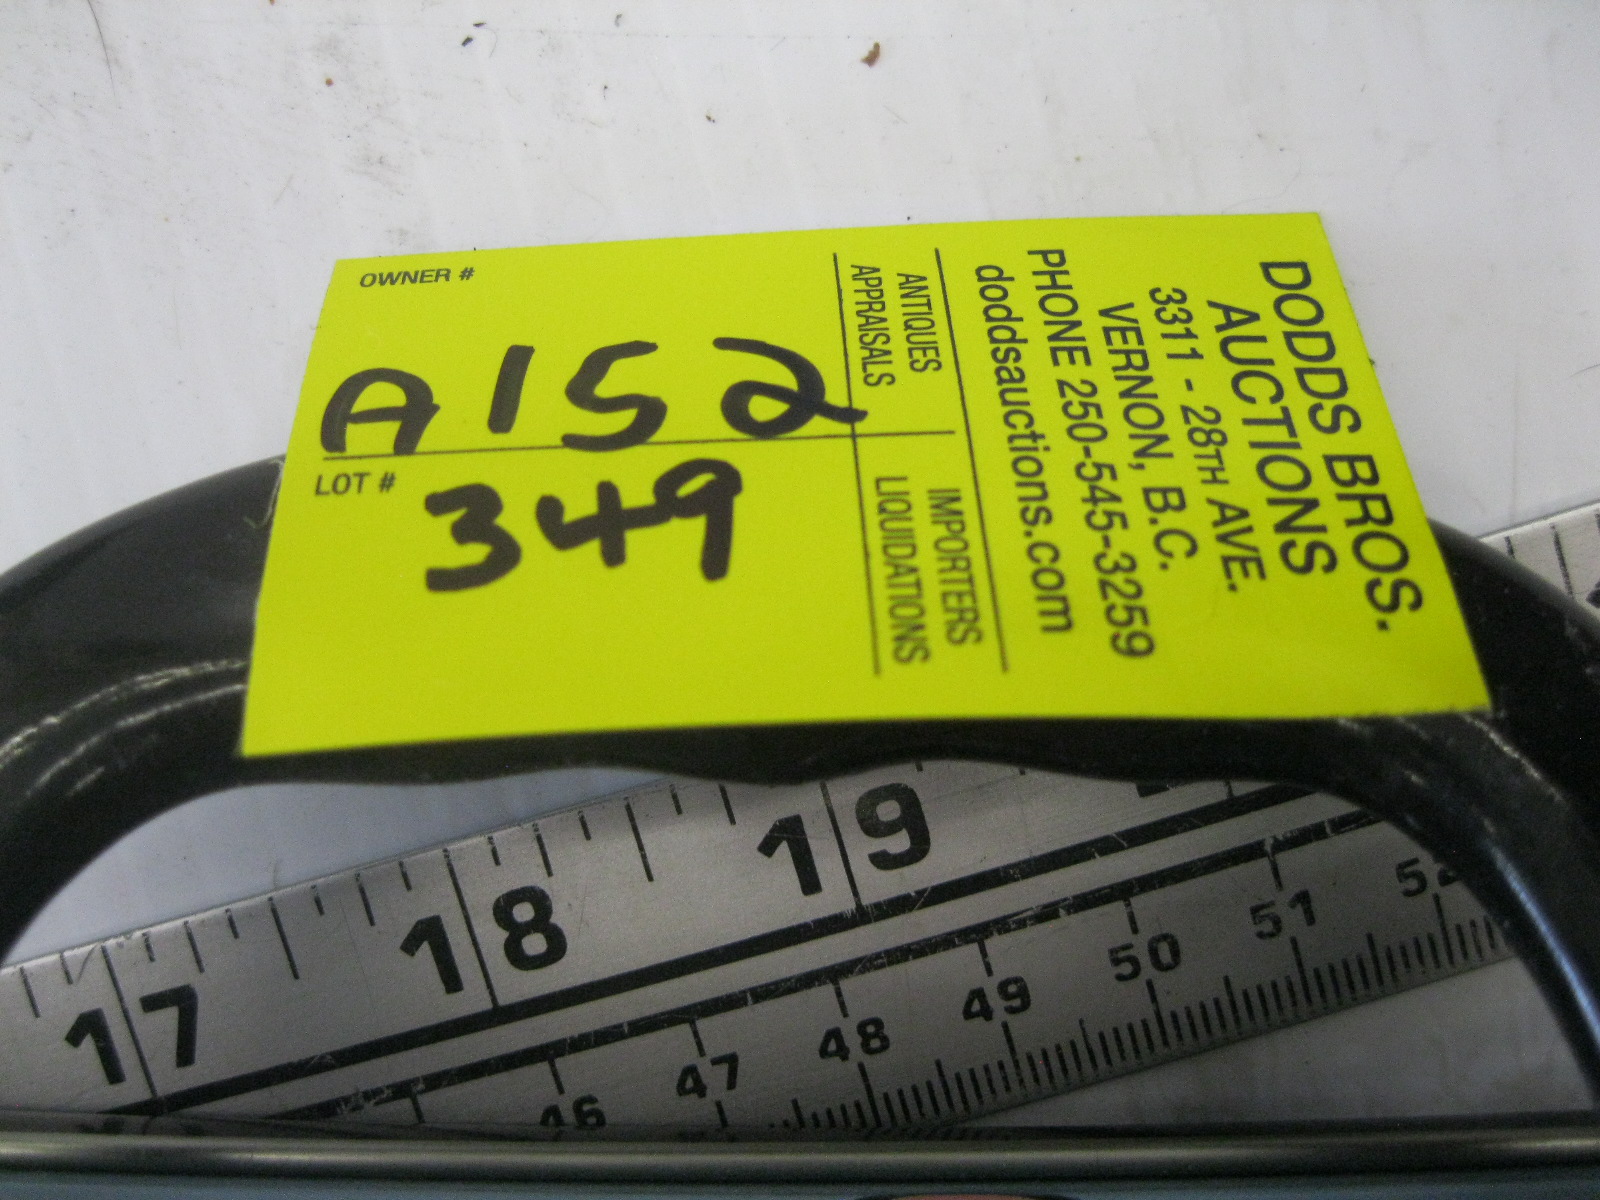 OWNER #
A152
LOT #
349
ANTIQUES
APPRAISALS
IMPORTERS
LIQUIDATIONS
DODDS BROS.
AUCTIONS
3311 - 28TH AVE.
VERNON, B.C.
PHONE 250-545-3259
doddsauctions.com
17 18 19
46 47 48 49 50 51 52